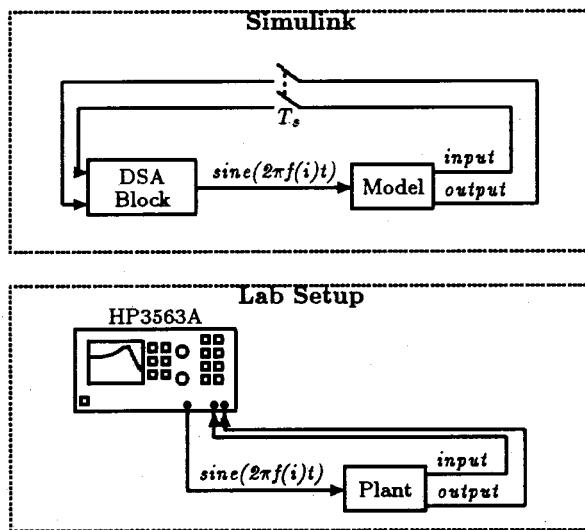 Simulink
T_s
DSA
Block
sine(2πf(i)t)
Model
input
output
Lab Setup
HP3563A
sine(2πf(i)t)
Plant
input
output